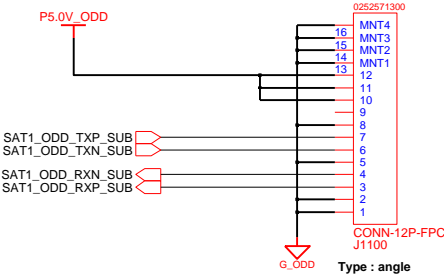 0252571300
P5.0V_ODD
MNT4
16
MNT3
15
MNT2
14
MNT1
13
12
11
10
9
8
SAT1_ODD_TXP_SUB
7
SAT1_ODD_TXN_SUB
6
5
SAT1_ODD_RXN_SUB
4
SAT1_ODD_RXP_SUB
3
2
1
CONN-12P-FPC
J1100
G_ODD
Type : angle